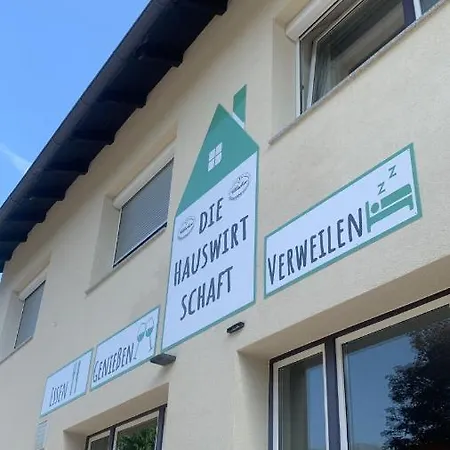 DIE
HAUSWIRT
SCHAFT
ESSEN
GENIEßEN
VERWEILEN
Z Z Z